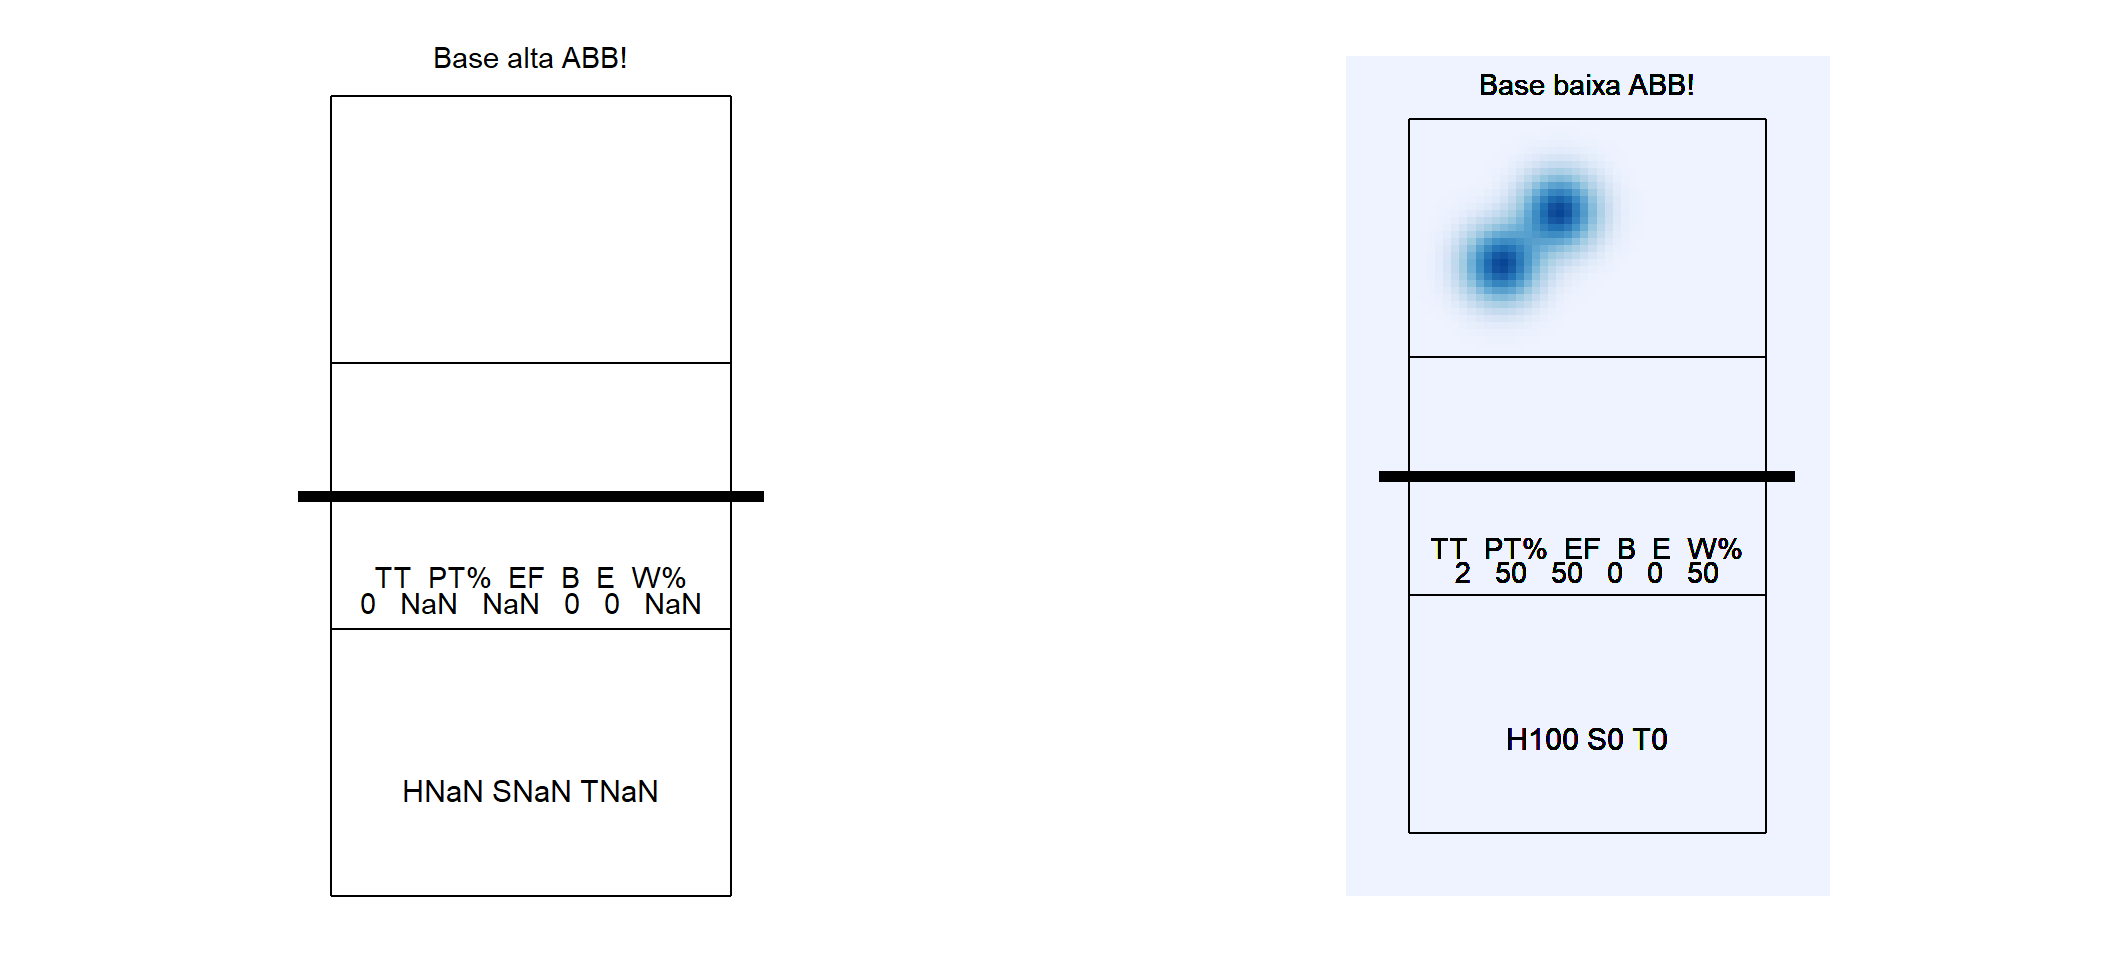 Base alta ABB!
TT PT% EF B E W%
0 NaN NaN 0 0 NaN
HNaN SNaN TNaN
Base baixa ABB!
TT PT% EF B E W%
2 50 50 0 0 50
H100 S0 T0